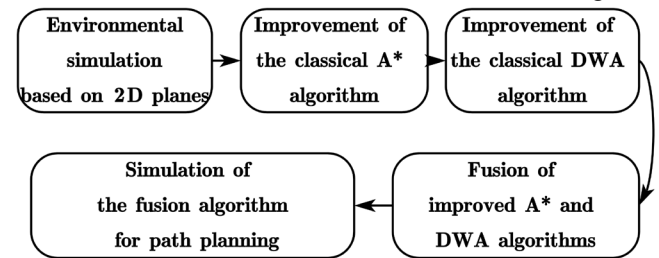 Environmental
simulation
based on 2D planes
Improvement of
the classical A*
algorithm
Improvement of
the classical DWA
algorithm
Fusion of
improved A* and
DWA algorithms
Simulation of
the fusion algorithm
for path planning